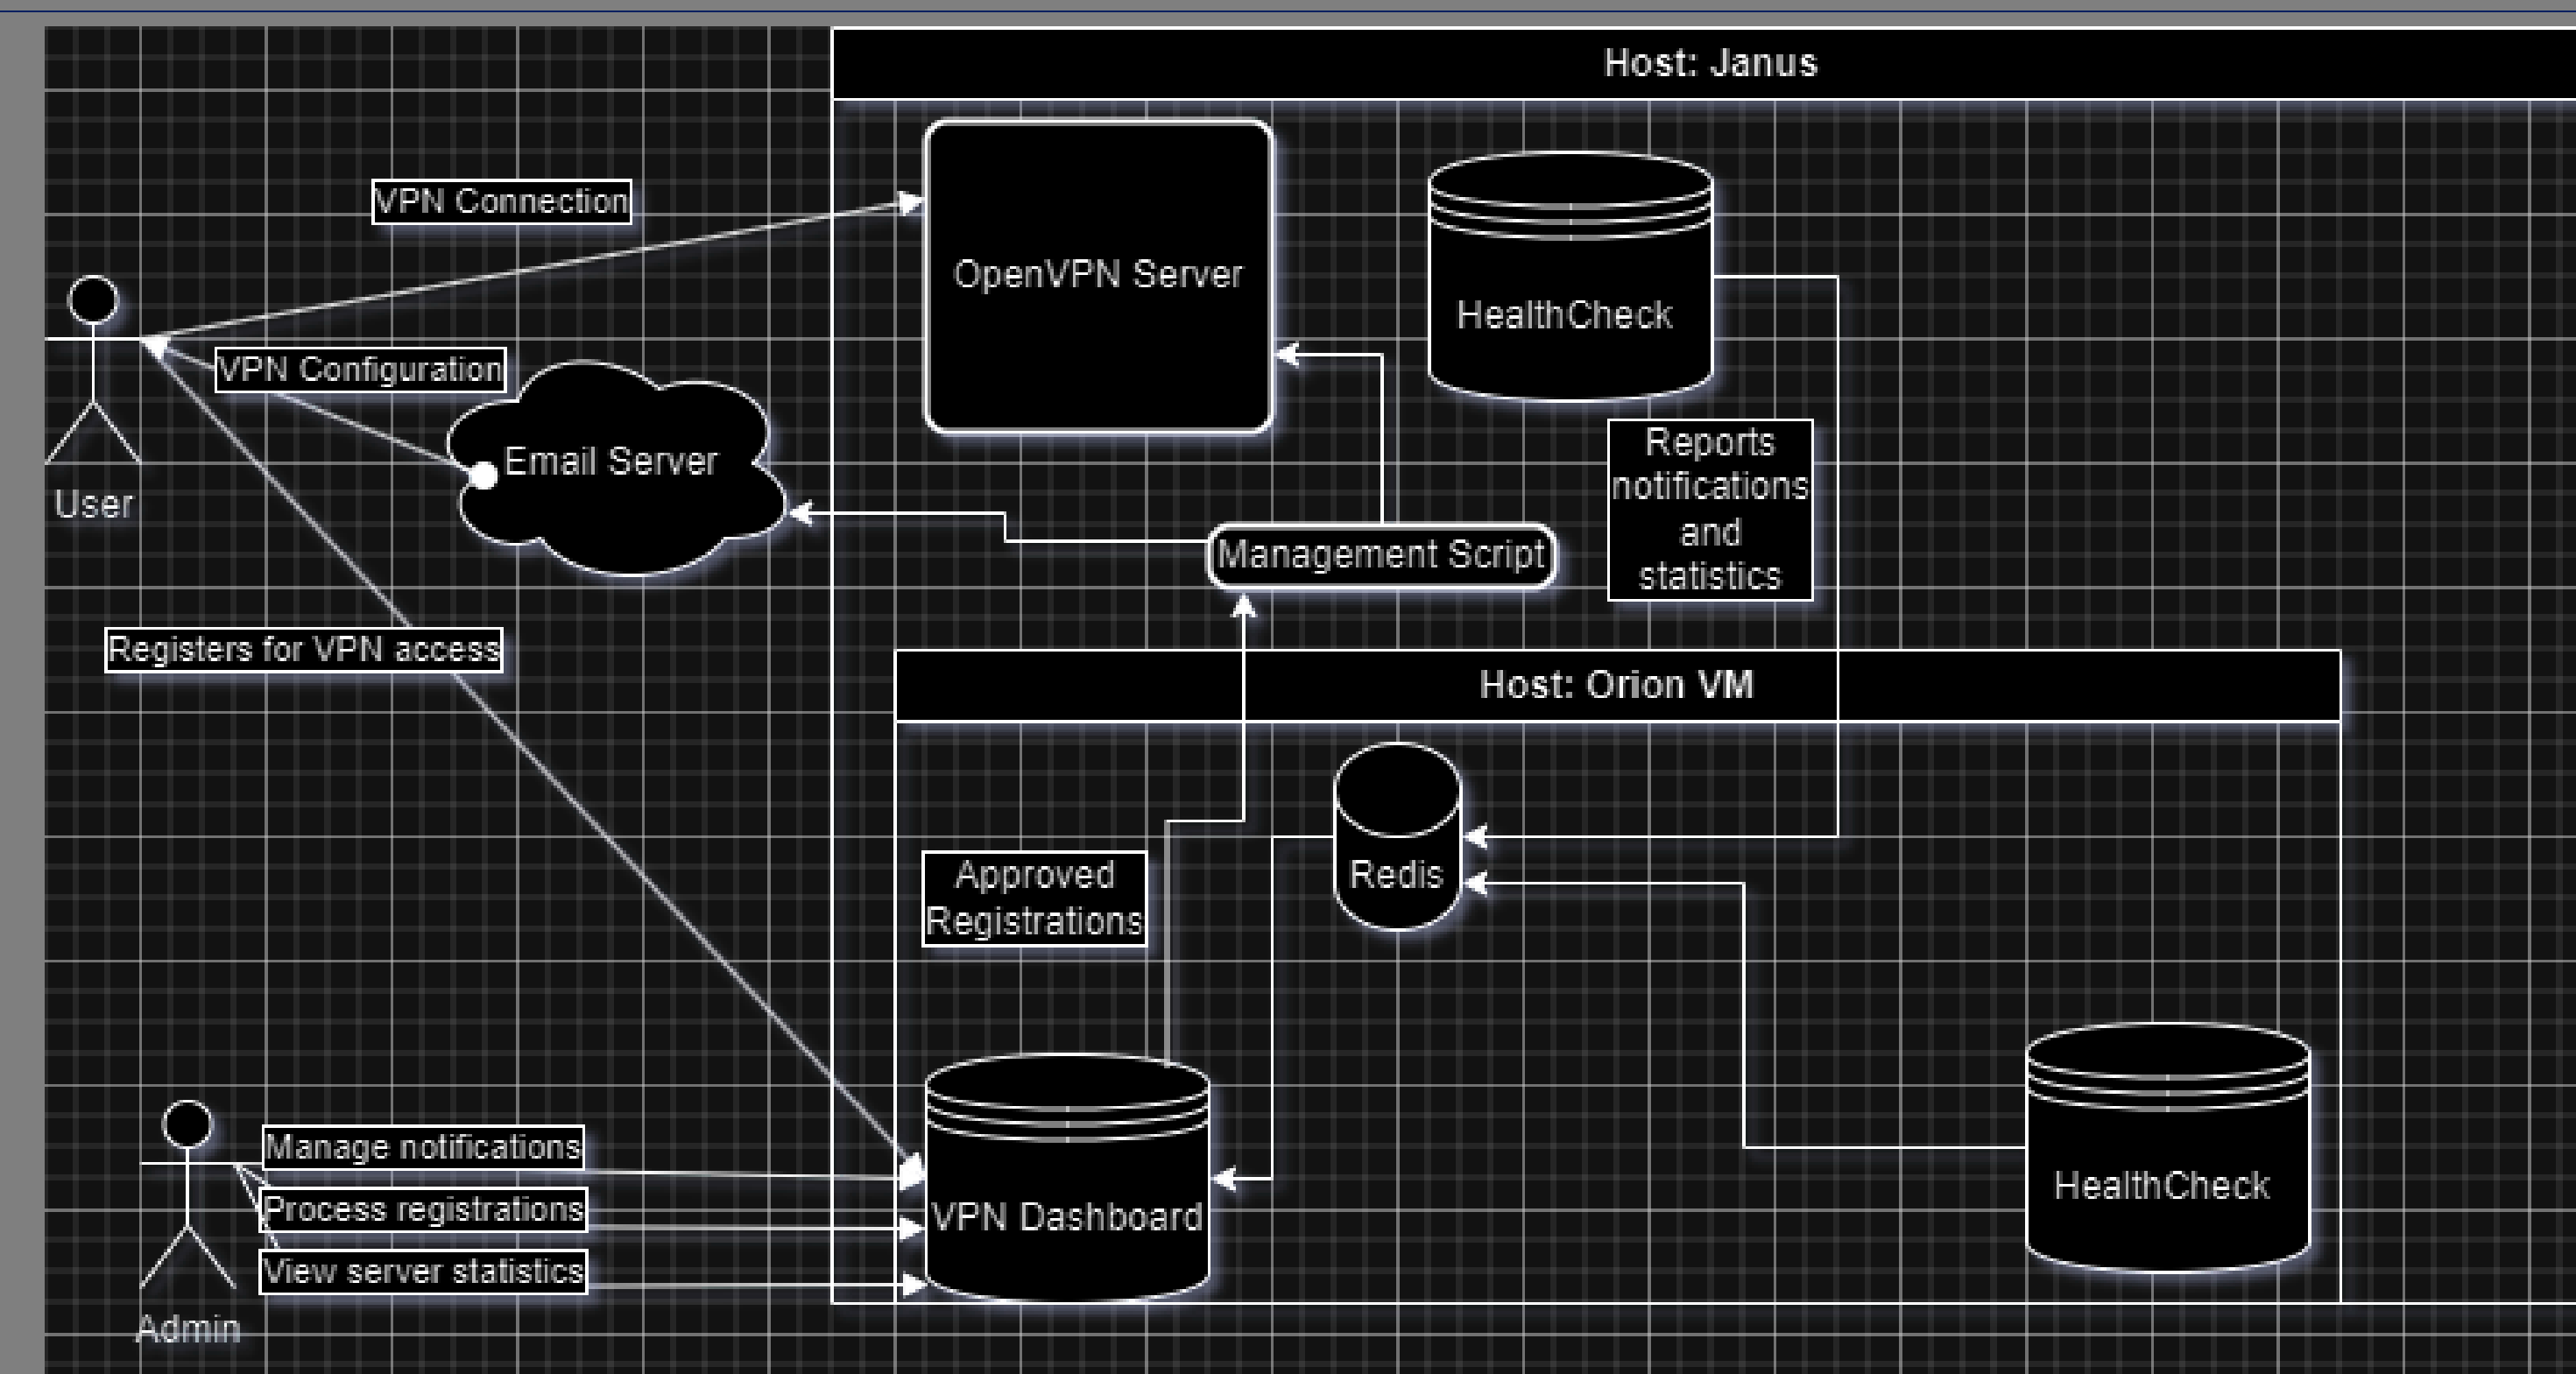 Host: Janus
VPN Connection
OpenVPN Server
HealthCheck
VPN Configuration
Email Server
User
Reports
notifications
and
statistics
Management Script
Registers for VPN access
Host: Orion VM
Approved
Registrations
Redis
Manage notifications
Process registrations
View server statistics
VPN Dashboard
HealthCheck
Admin